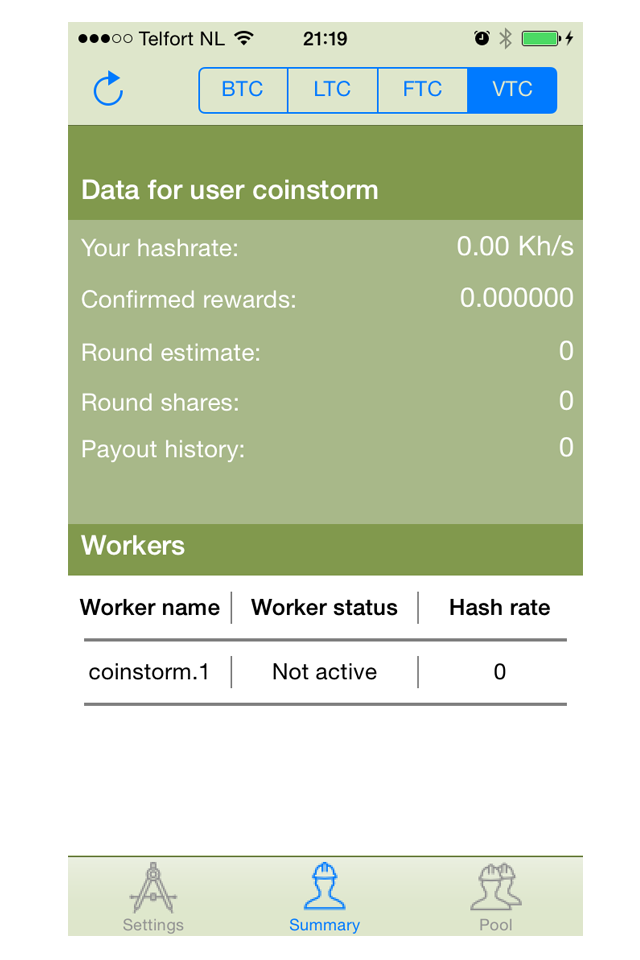 Telfort NL 21:19
BTC LTC FTC VTC
Data for user coinstorm
Your hashrate: 0.00 Kh/s
Confirmed rewards: 0.000000
Round estimate: 0
Round shares: 0
Payout history: 0
Workers
Worker name Worker status Hash rate
coinstorm.1 Not active 0
Settings Summary Pool